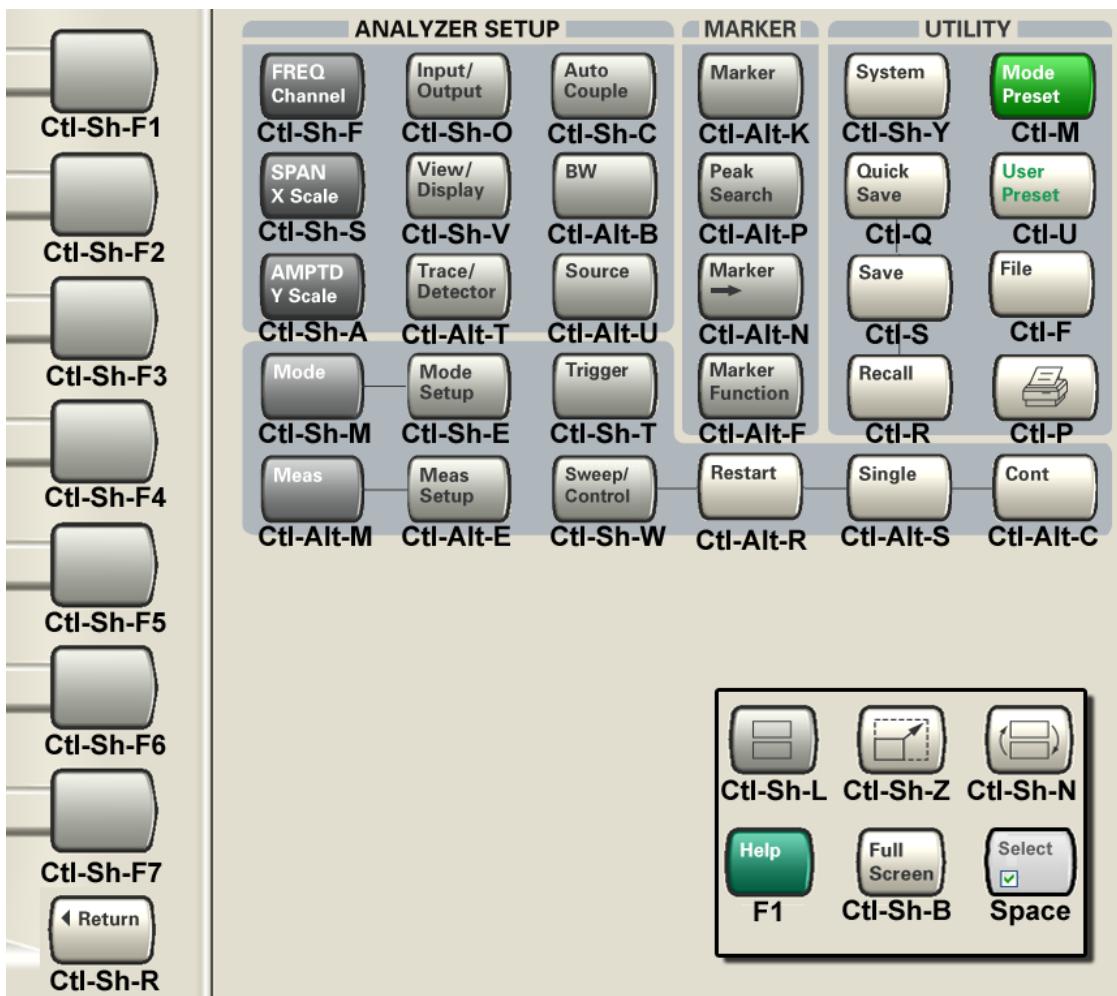 ANALYZER SETUP
MARKER
UTILITY
FREQ
Channel
Ctl-Sh-F
Input/
Output
Ctl-Sh-O
Auto
Couple
Ctl-Sh-C
Marker
Ctl-Alt-K
System
Ctl-Sh-Y
Mode
Preset
Ctl-M
SPAN
X Scale
Ctl-Sh-S
View/
Display
Ctl-Sh-V
BW
Ctl-Alt-B
Peak
Search
Ctl-Alt-P
Quick
Save
Ctl-Q
User
Preset
Ctl-U
AMPTD
Y Scale
Ctl-Sh-A
Trace/
Detector
Ctl-Alt-T
Source
Ctl-Alt-U
Marker
Ctl-Alt-N
Save
Ctl-S
File
Ctl-F
Mode
Ctl-Sh-M
Mode
Setup
Ctl-Sh-E
Trigger
Ctl-Sh-T
Marker
Function
Ctl-Alt-F
Recall
Ctl-R
Ctl-P
Meas
Ctl-Alt-M
Meas
Setup
Ctl-Alt-E
Sweep/
Control
Ctl-Sh-W
Restart
Ctl-Alt-R
Single
Ctl-Alt-S
Cont
Ctl-Alt-C
Ctl-Sh-F1
Ctl-Sh-F2
Ctl-Sh-F3
Ctl-Sh-F4
Ctl-Sh-F5
Ctl-Sh-F6
Ctl-Sh-F7
Return
Ctl-Sh-R
Ctl-Sh-L
Ctl-Sh-Z
Ctl-Sh-N
Help
F1
Full
Screen
Ctl-Sh-B
Select
Space